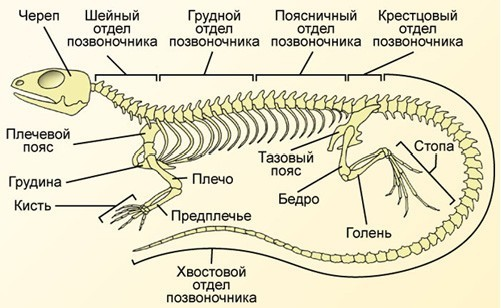 Череп
Шейный
отдел
позвоночника
Грудной
отдел
позвоночника
Поясничный
отдел
позвоночника
Крестцовый
отдел
позвоночника
Плечевой
пояс
Грудина
Кисть
Плечо
Предплечье
Тазовый
пояс
Бедро
Голень
Стопа
Хвостовой
отдел
позвоночника